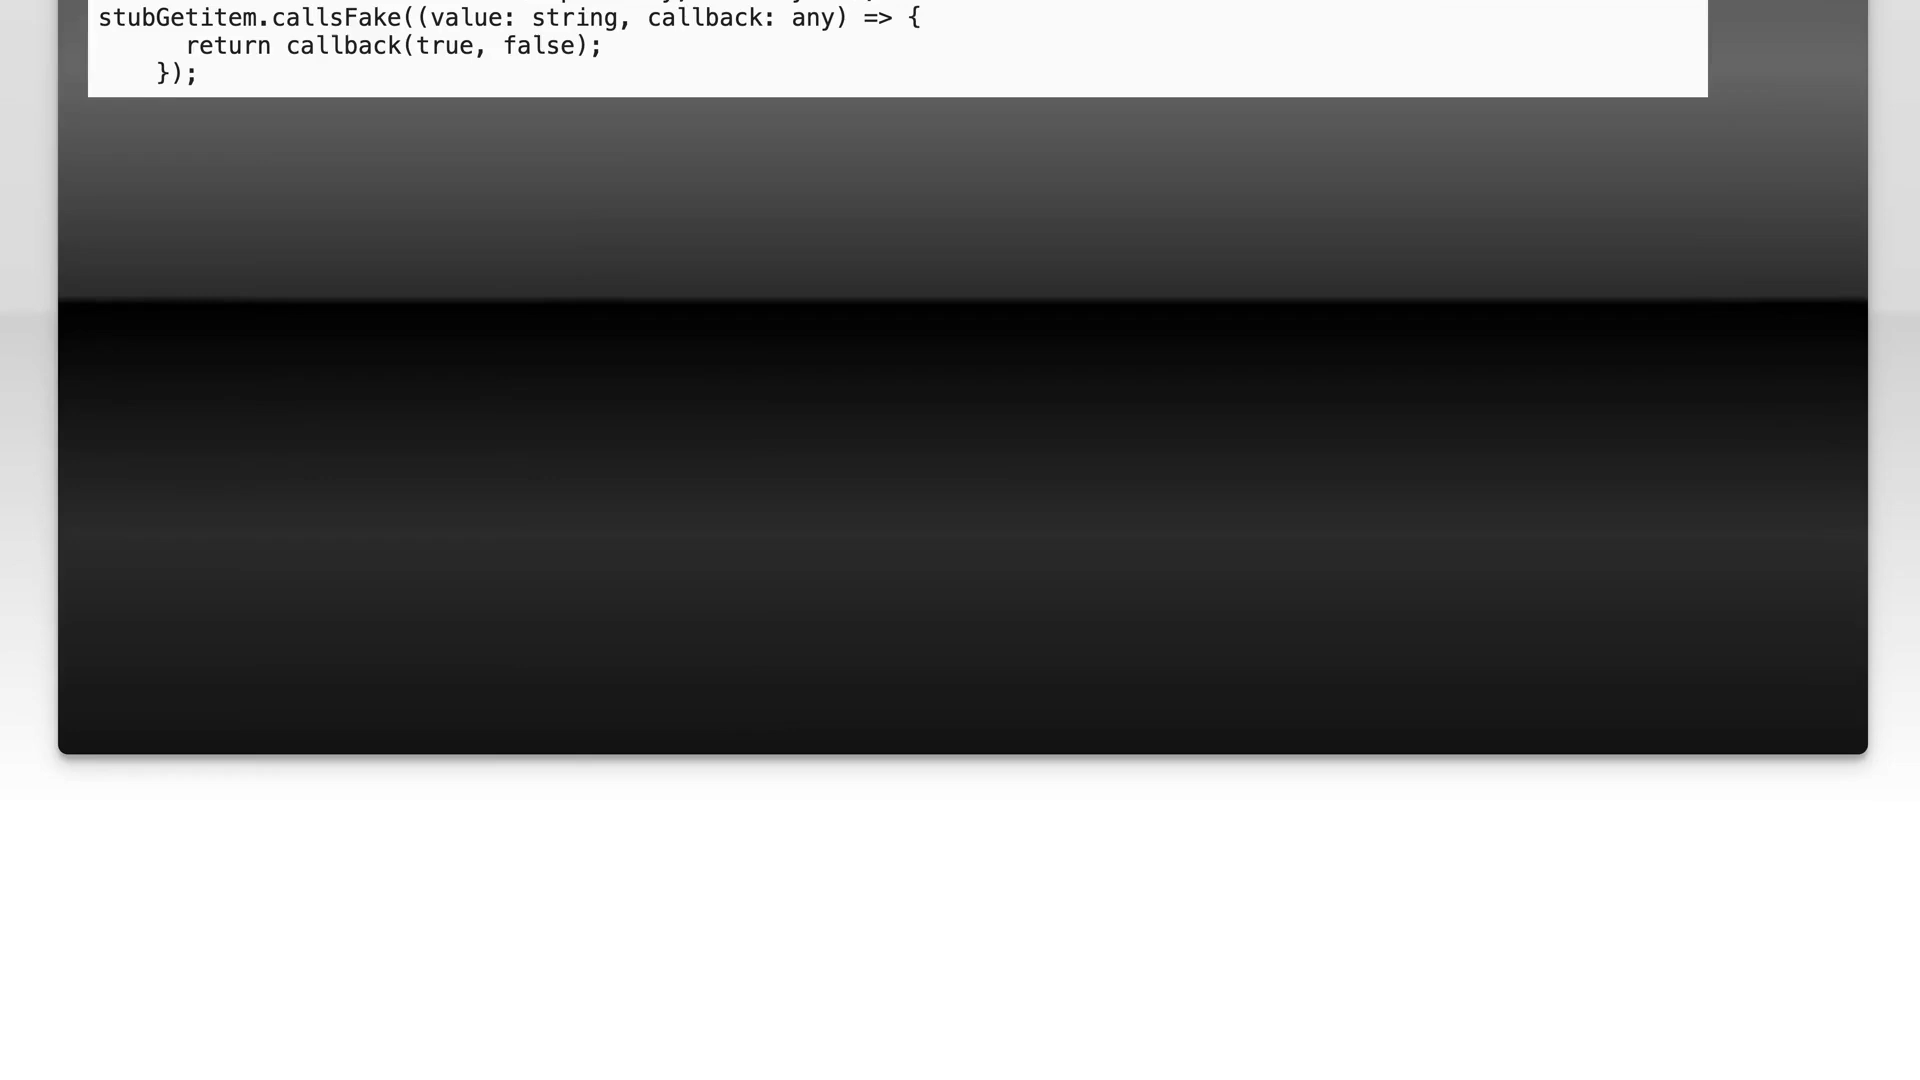 stubGetitem.callsFake((value: string, callback: any) => {
      return callback(true, false);
    });